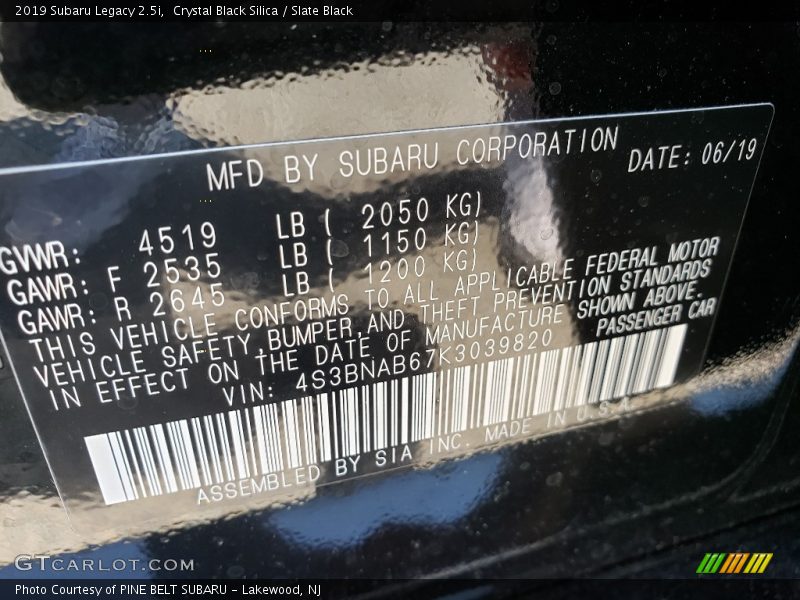 2019 Subaru Legacy 2.5i, Crystal Black Silica / Slate Black
MFD BY SUBARU CORPORATION DATE: 06/19
GVWR: 4519 LB ( 2050 KG)
GAWR: F 2535 LB ( 1150 KG)
GAWR: R 2645 LB ( 1200 KG)
THIS VEHICLE CONFORMS TO ALL APPLICABLE FEDERAL MOTOR
VEHICLE SAFETY,BUMPER,AND THEFT PREVENTION STANDARDS
IN EFFECT ON THE DATE OF MANUFACTURE SHOWN ABOVE.
VIN: 4S3BNAB67K3039820 PASSENGER CAR
ASSEMBLED BY SIA INC. MADE IN U.S.A.
GTCARLOT.COM
Photo Courtesy of PINE BELT SUBARU - Lakewood, NJ